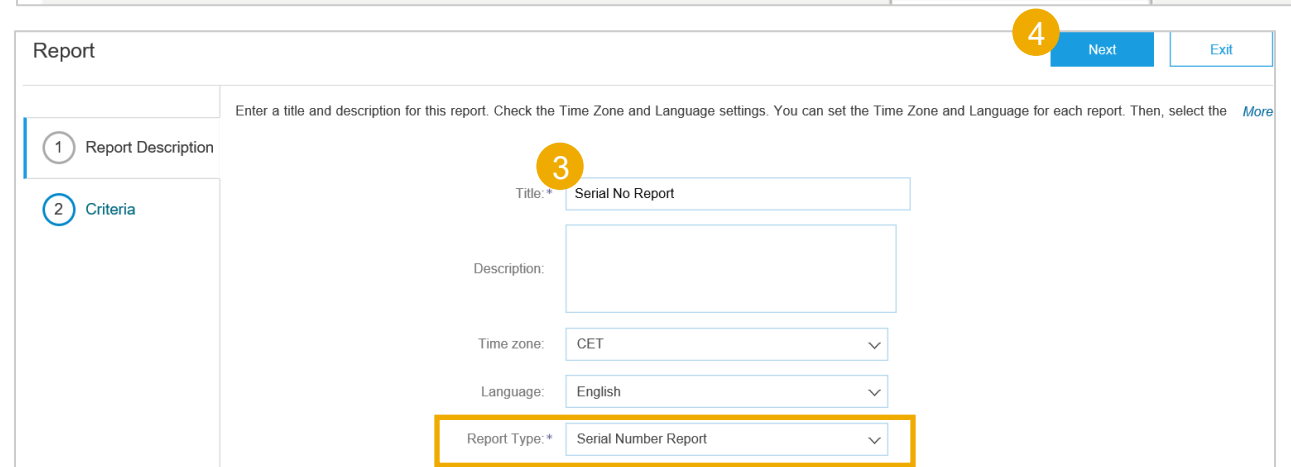 4
Report
Next
Exit
Enter a title and description for this report. Check the Time Zone and Language settings. You can set the Time Zone and Language for each report. Then, select the More
1 Report Description
3
Title:* Serial No Report
2 Criteria
Description:
Time zone: CET
Language: English
Report Type:* Serial Number Report